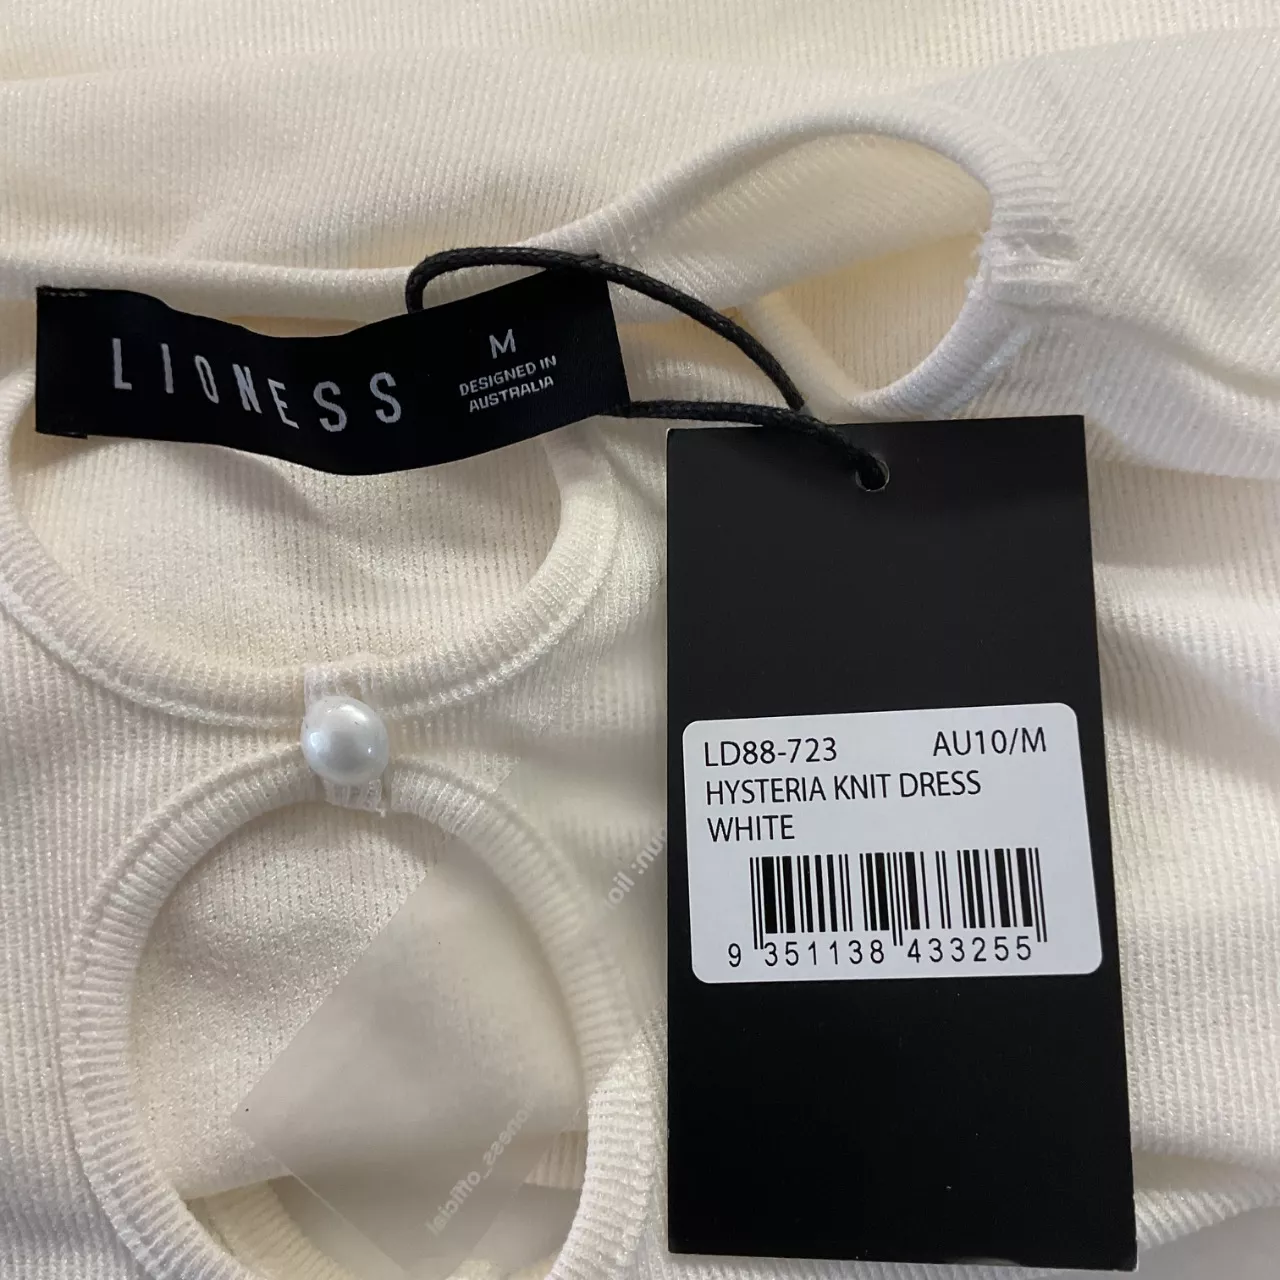 LIONESS
M
DESIGNED IN
AUSTRALIA
LD88-723 AU10/M
HYSTERIA KNIT DRESS
WHITE
9 351138 433255